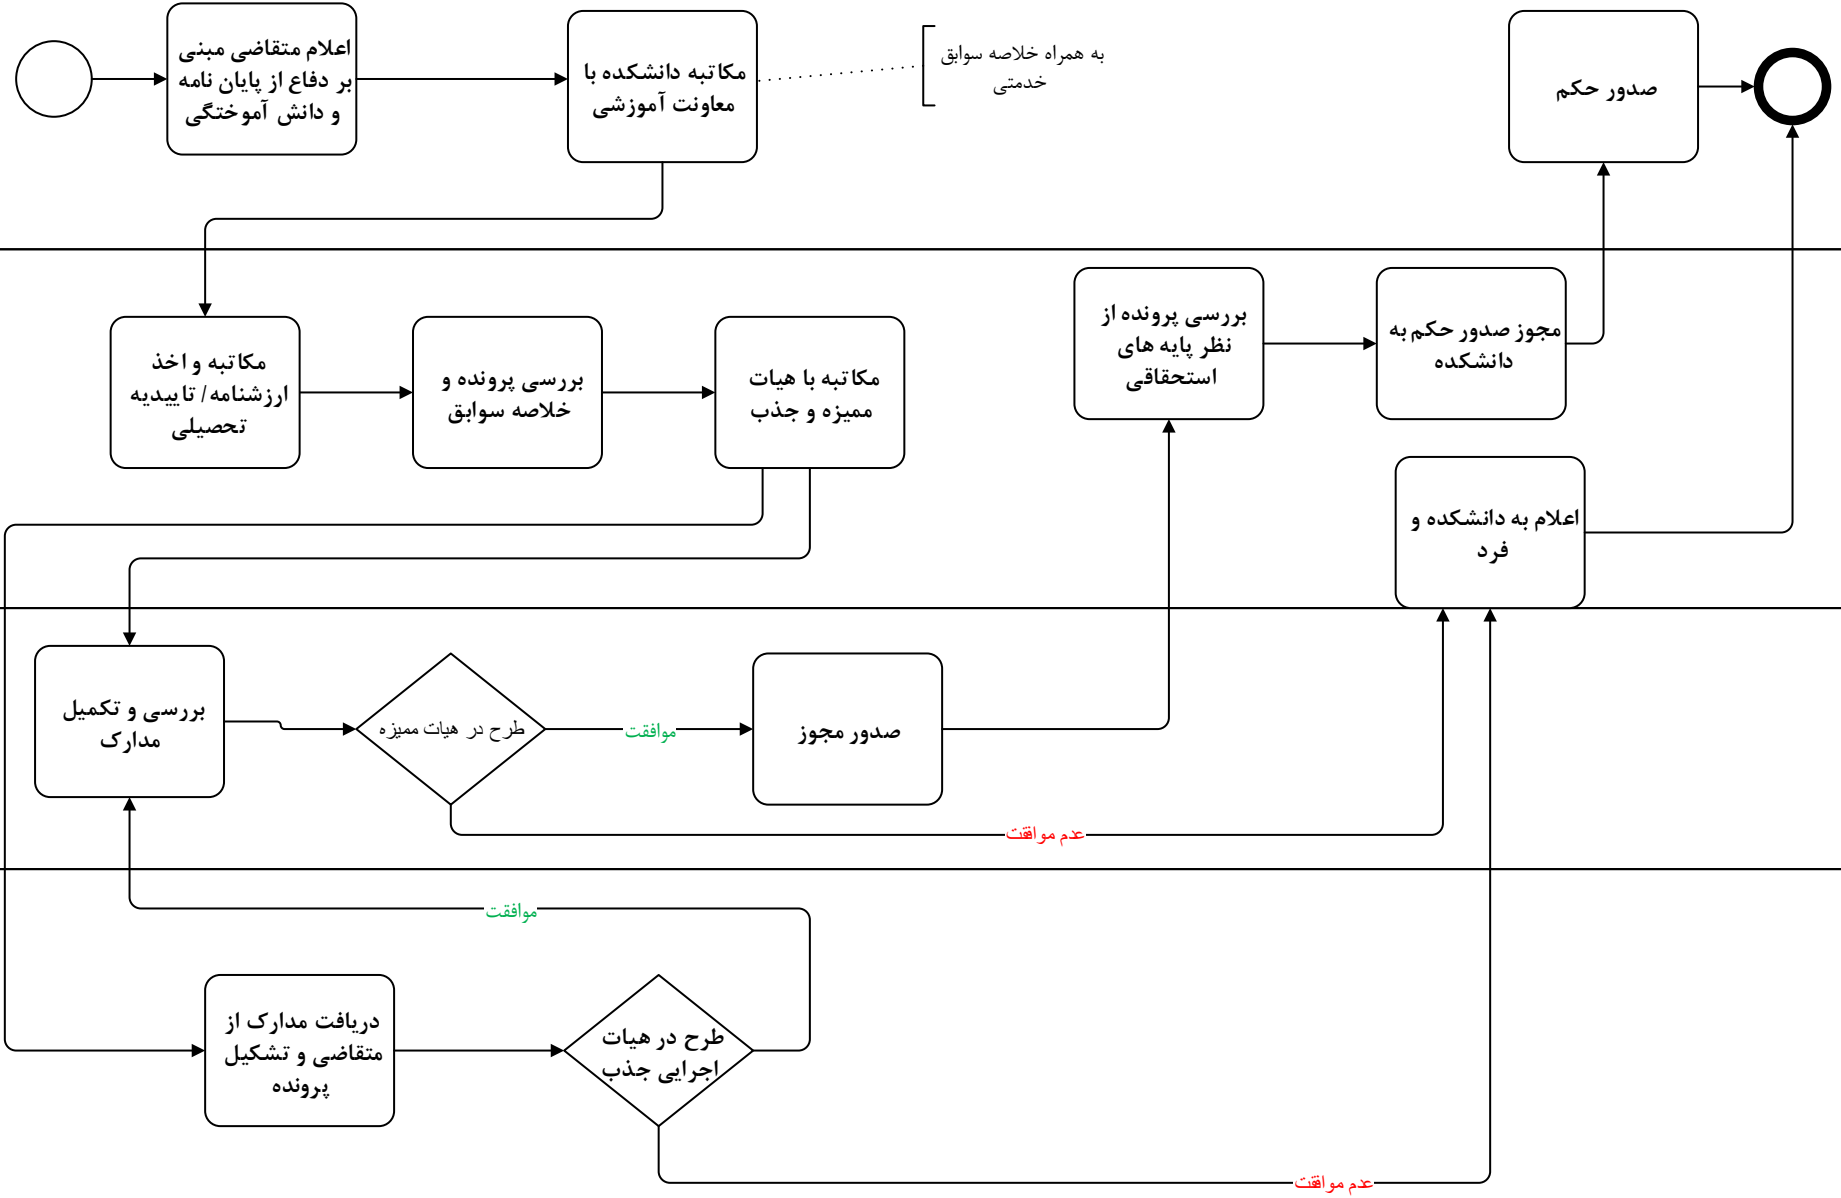 اعلام متقاضی مبنی
بر دفاع از پایان نامه
و دانش آموختگی
مکاتبه دانشکده با
معاونت آموزشی
به همراه خلاصه سوابق
خدمتی
صدور حکم
مکاتبه و اخذ
ارزشنامه/ تاییدیه
تحصیلی
بررسی پرونده و
خلاصه سوابق
مکاتبه با هیات
ممیزه و جذب
بررسی پرونده از
نظر پایه های
استحقاقی
مجوز صدور حکم به
دانشکده
اعلام به دانشکده و
فرد
بررسی و تکمیل
مدارک
طرح در هیات ممیزه
موافقت
صدور مجوز
عدم موافقت
موافقت
دریافت مدارک از
متقاضی و تشکیل
پرونده
طرح در هیات
اجرایی جذب
عدم موافقت